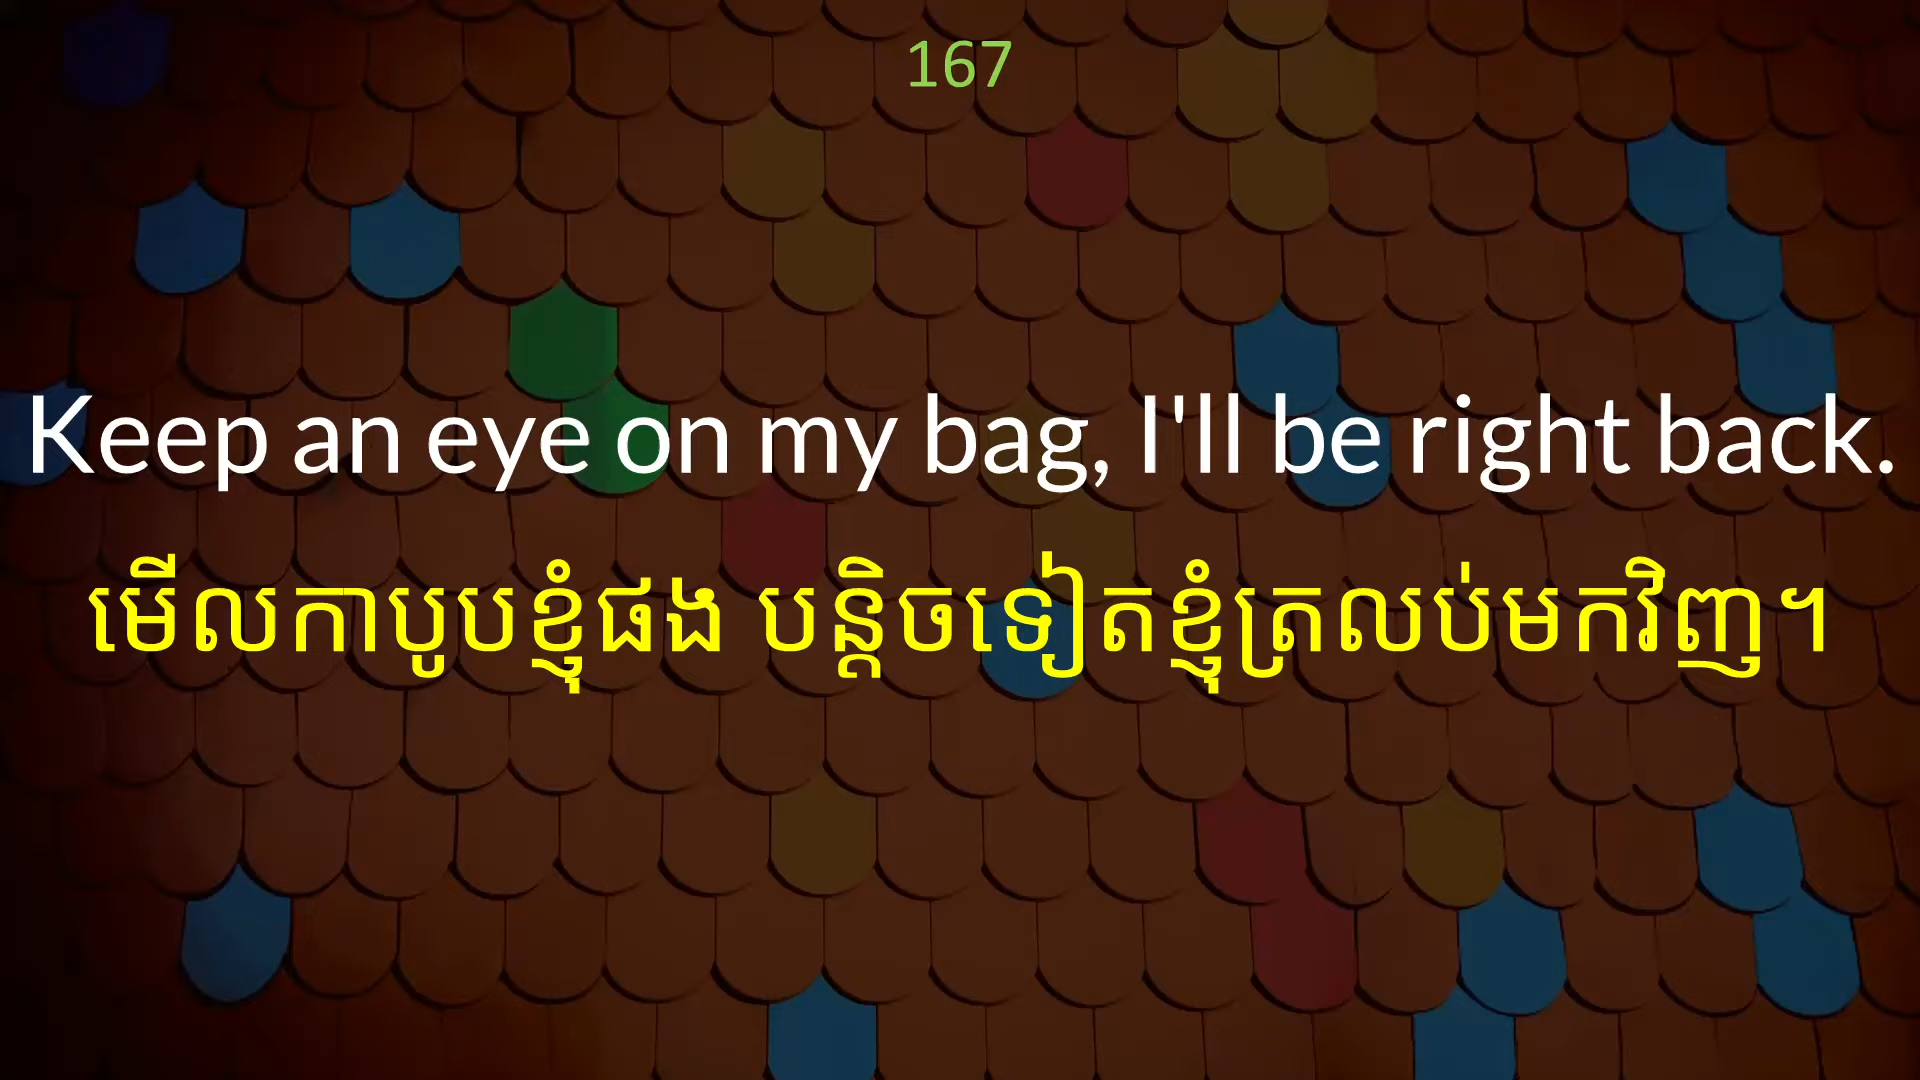 167
Keep an eye on my bag, I'll be right back.
មើលកាបូបខ្ញុំផង បន្តិចទៀតខ្ញុំត្រលប់មកវិញ។